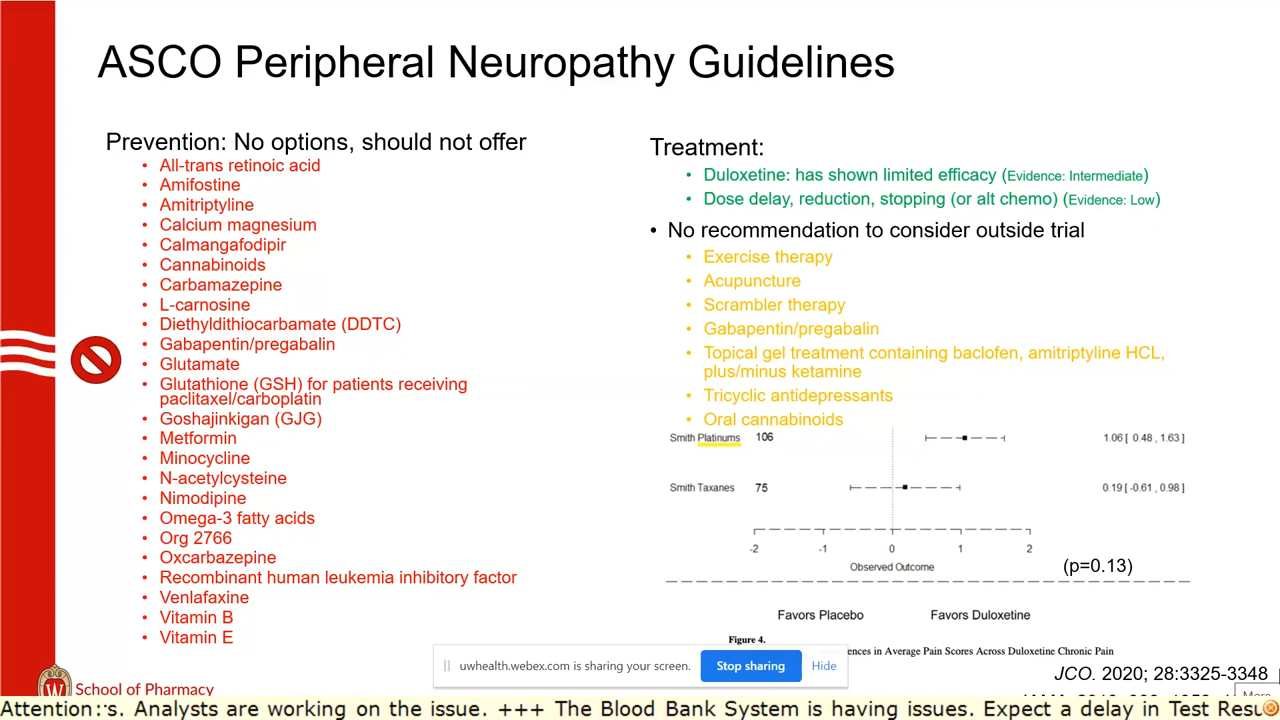 ASCO Peripheral Neuropathy Guidelines
Prevention: No options, should not offer
• All-trans retinoic acid
• Amifostine
• Amitriptyline
• Calcium magnesium
• Calmangafodipir
• Cannabinoids
• Carbamazepine
• L-carnosine
• Diethyldithiocarbamate (DDTC)
• Gabapentin/pregabalin
• Glutamate
• Glutathione (GSH) for patients receiving
paclitaxel/carboplatin
• Goshajinkigan (GJG)
• Metformin
• Minocycline
• N-acetylcysteine
• Nimodipine
• Omega-3 fatty acids
• Org 2766
• Oxcarbazepine
• Recombinant human leukemia inhibitory factor
• Venlafaxine
• Vitamin B
• Vitamin E
Treatment:
• Duloxetine: has shown limited efficacy (Evidence: Intermediate)
• Dose delay, reduction, stopping (or alt chemo) (Evidence: Low)
• No recommendation to consider outside trial
• Exercise therapy
• Acupuncture
• Scrambler therapy
• Gabapentin/pregabalin
• Topical gel treatment containing baclofen, amitriptyline HCL,
plus/minus ketamine
• Tricyclic antidepressants
• Oral cannabinoids
Smith Platinums 106 1.06 [ 0.48 , 1.63 ]
Smith Taxanes 75 0.19 [ -0.61 , 0.98 ]
-2 -1 0 1 2
Observed Outcome
(p=0.13)
Favors Placebo Favors Duloxetine
Figure 4.
ences in Average Pain Scores Across Duloxetine Chronic Pain
uwhealth.webex.com is sharing your screen. Stop sharing Hide
JCO. 2020; 28:3325-3348
School of Pharmacy
Attention::s. Analysts are working on the issue. +++ The Blood Bank System is having issues. Expect a delay in Test Resu